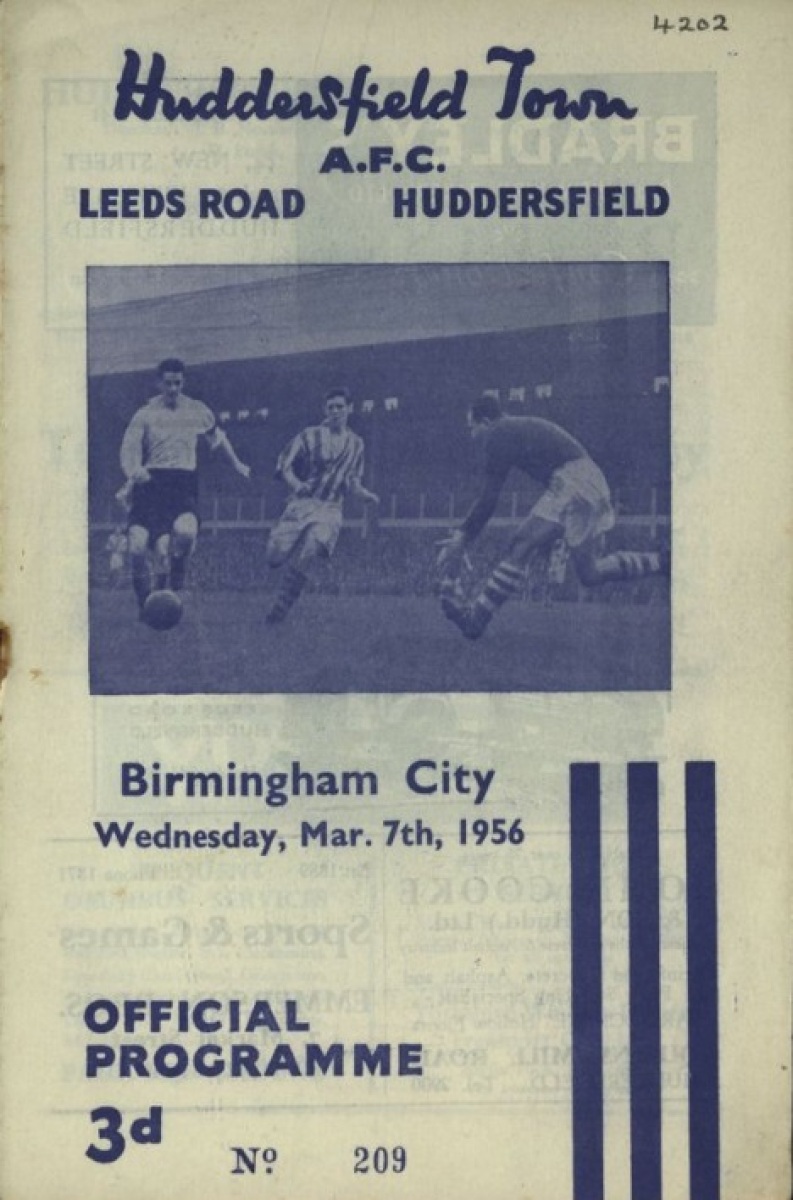 4202
Huddersfield Town
A.F.C.
LEEDS ROAD HUDDERSFIELD
Birmingham City
Wednesday, Mar. 7th, 1956
OFFICIAL
PROGRAMME
3d
Nº 209